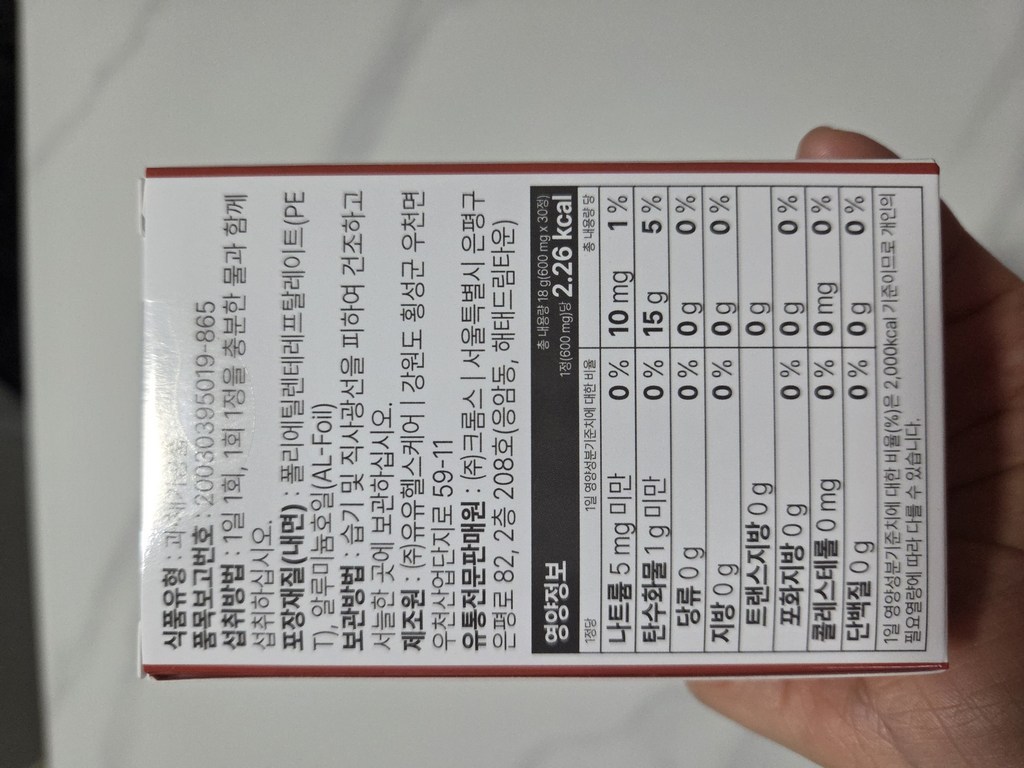 식품유형 : 과채가공품
품목보고번호 : 20030395019-865
섭취방법 : 1일 1회, 1회 1정을 충분한 물과 함께
섭취하십시오.
포장재질(내면) : 폴리에틸렌테레프탈레이트(PE
T), 알루미늄호일(AL-Foil)
보관방법 : 습기 및 직사광선을 피하여 건조하고
서늘한 곳에 보관하십시오.
제조원 : (주)유유헬스케어 | 강원도 횡성군 우천면
우천산업단지로 59-11
유통전문판매원 : (주)크롬스 | 서울특별시 은평구
은평로 82, 2층 208호(응암동, 해태드림타운)
영양정보 총 내용량 18 g(600 mg x 30정)
1정(600 mg)당 2.26 kcal
1정당 1일 영양성분기준치에 대한 비율 총 내용량 당
나트륨 5 mg 미만 0 % 10 mg 1 %
탄수화물 1 g 미만 0 % 15 g 5 %
당류 0 g 0 % 0 g 0 %
지방 0 g 0 % 0 g 0 %
트랜스지방 0 g 0 g
포화지방 0 g 0 % 0 g 0 %
콜레스테롤 0 mg 0 % 0 mg 0 %
단백질 0 g 0 % 0 g 0 %
1일 영양성분기준치에 대한 비율(%)은 2,000kcal 기준이므로 개인의
필요열량에 따라 다를 수 있습니다.